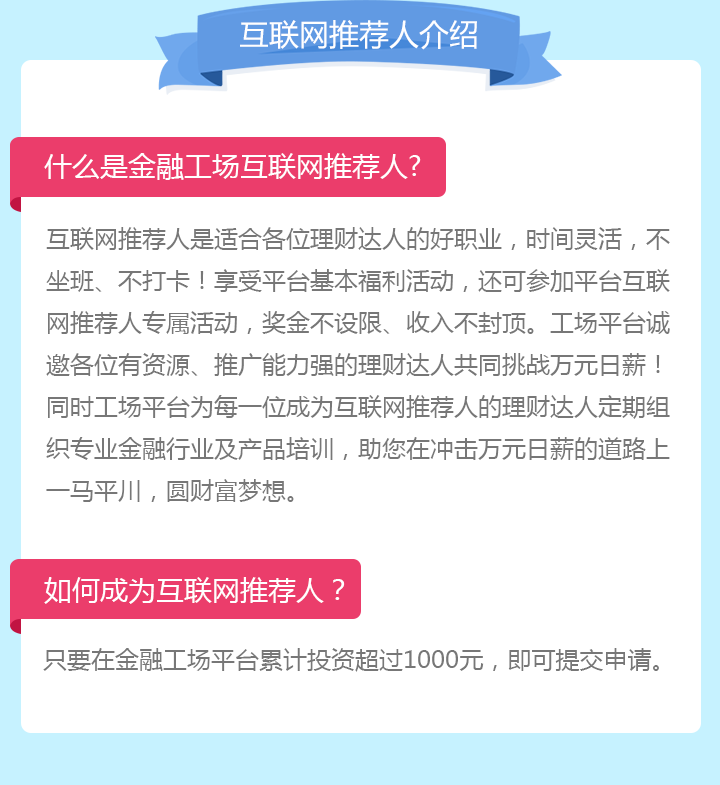 互联网推荐人介绍
什么是金融工场互联网推荐人?
互联网推荐人是适合各位理财达人的好职业，时间灵活，不
坐班、不打卡！享受平台基本福利活动，还可参加平台互联
网推荐人专属活动，奖金不设限、收入不封顶。工场平台诚
邀各位有资源、推广能力强的理财达人共同挑战万元日薪！
同时工场平台为每一位成为互联网推荐人的理财达人定期组
织专业金融行业及产品培训，助您在冲击万元日薪的道路上
一马平川，圆财富梦想。
如何成为互联网推荐人？
只要在金融工场平台累计投资超过1000元，即可提交申请。